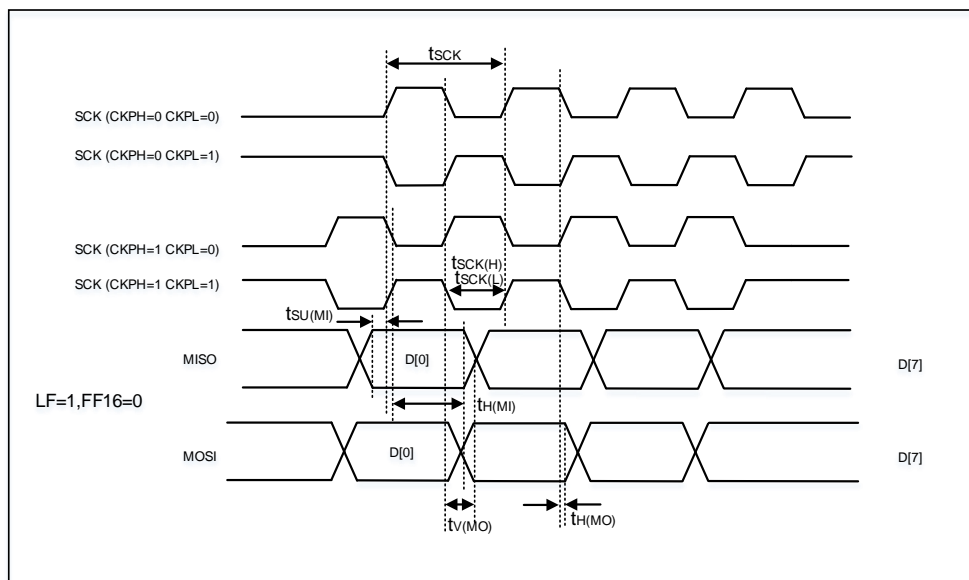 tSCK
SCK (CKPH=0 CKPL=0)
SCK (CKPH=0 CKPL=1)
SCK (CKPH=1 CKPL=0)
tSCK(H)
tSCK(L)
SCK (CKPH=1 CKPL=1)
tSU(MI)
MISO
D[0]
D[7]
LF=1,FF16=0
tH(MI)
MOSI
D[0]
D[7]
tV(MO)
tH(MO)